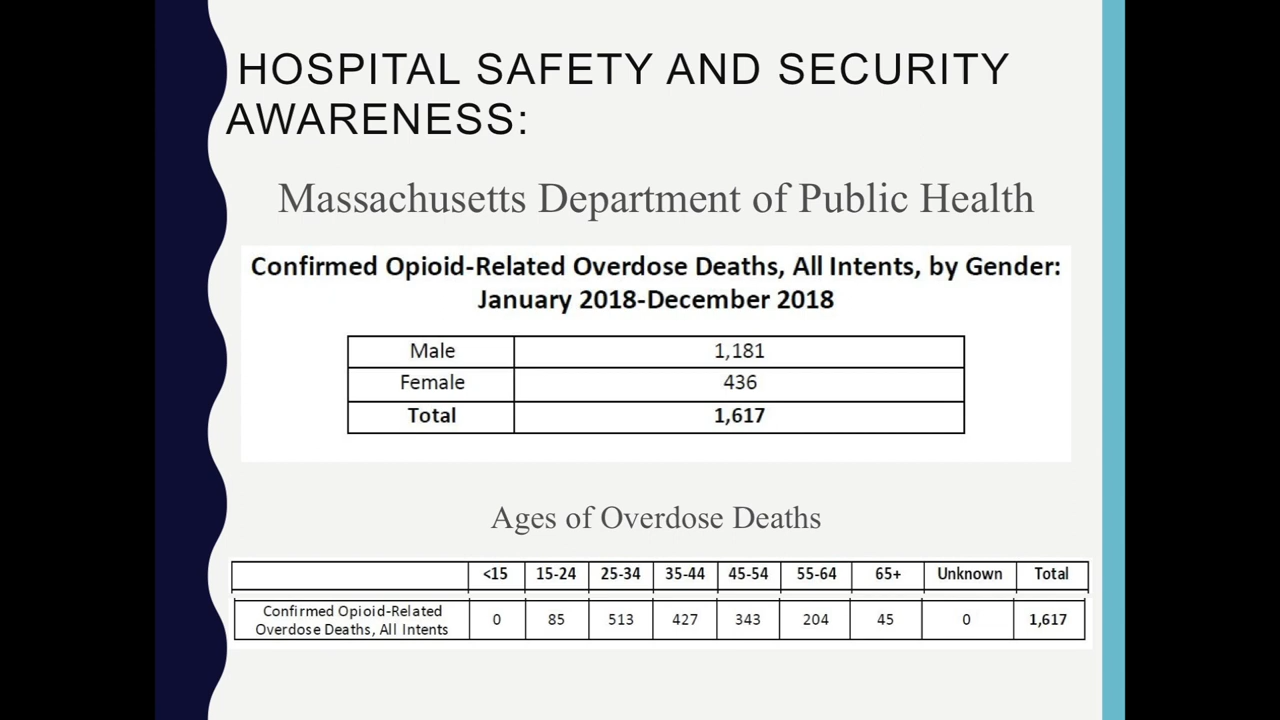 HOSPITAL SAFETY AND SECURITY
AWARENESS:
Massachusetts Department of Public Health
Confirmed Opioid-Related Overdose Deaths, All Intents, by Gender:
January 2018-December 2018
Male 1,181
Female 436
Total 1,617
Ages of Overdose Deaths
<15 15-24 25-34 35-44 45-54 55-64 65+ Unknown Total
Confirmed Opioid-Related
Overdose Deaths, All Intents 0 85 513 427 343 204 45 0 1,617